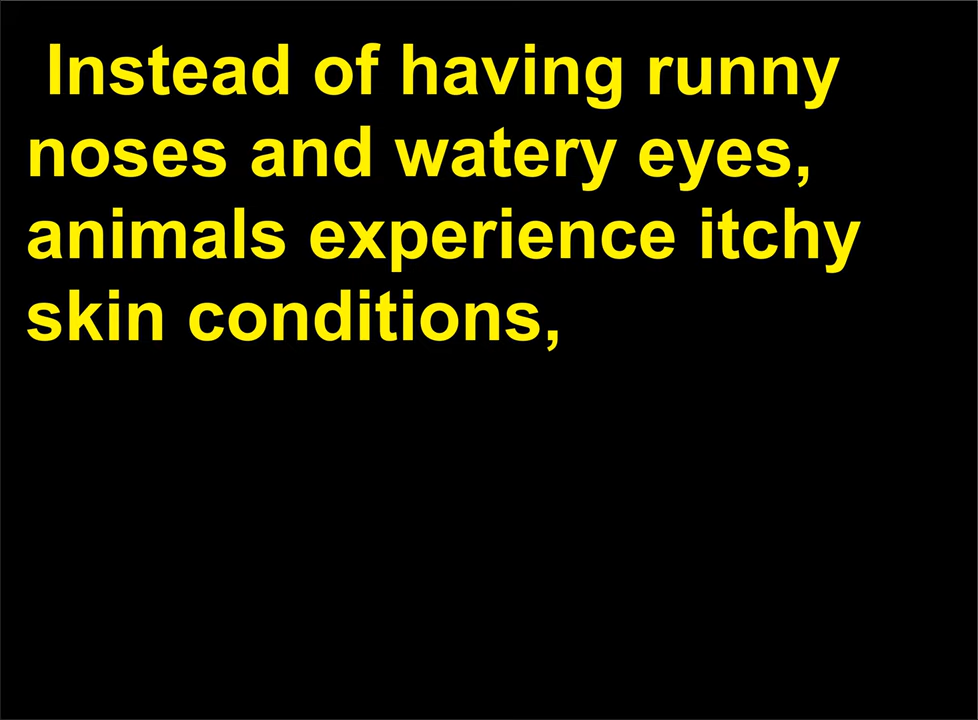 Instead of having runny
noses and watery eyes,
animals experience itchy
skin conditions,